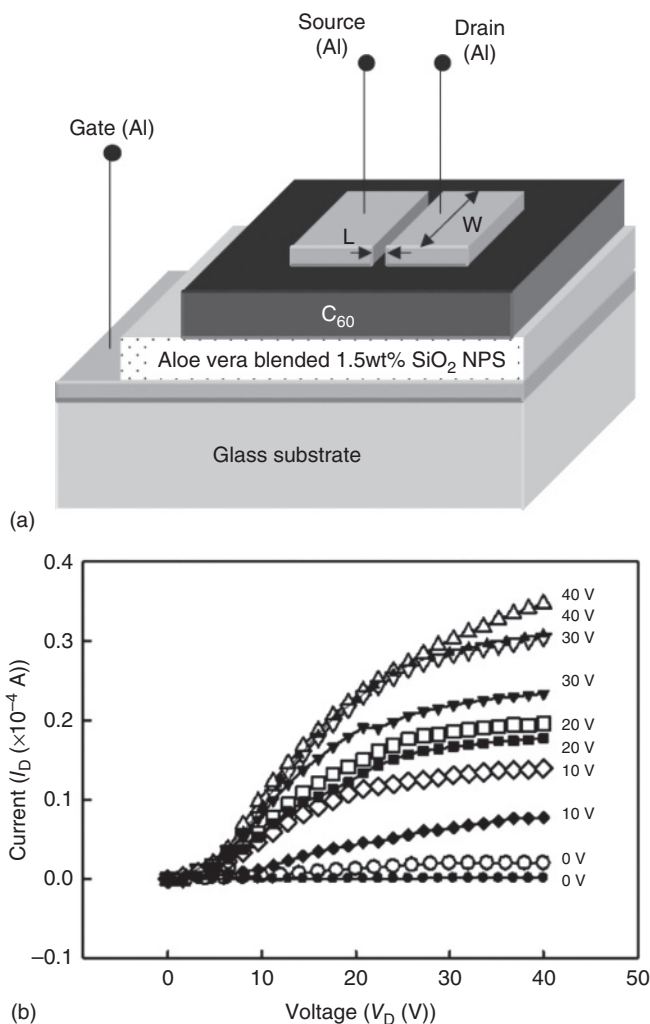 Source
(Al)
Drain
(Al)
Gate (Al)
L
W
C₆₀
Aloe vera blended 1.5wt% SiO₂ NPS
Glass substrate
(a)
0.4
0.3
0.2
0.1
0.0
–0.1
Current (I_D (×10⁻⁴ A))
40 V
40 V
30 V
30 V
20 V
20 V
10 V
10 V
0 V
0 V
0
10
20
30
40
50
Voltage (V_D (V))
(b)